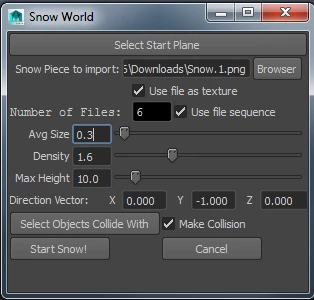 Snow World
Select Start Plane
Snow Piece to import: 5\Downloads\Snow.1.png Browser
Use file as texture
Number of Files: 6 Use file sequence
Avg Size 0.3
Density 1.6
Max Height 10.0
Direction Vector: X 0.000 Y -1.000 Z 0.000
Select Objects Collide With Make Collision
Start Snow! Cancel